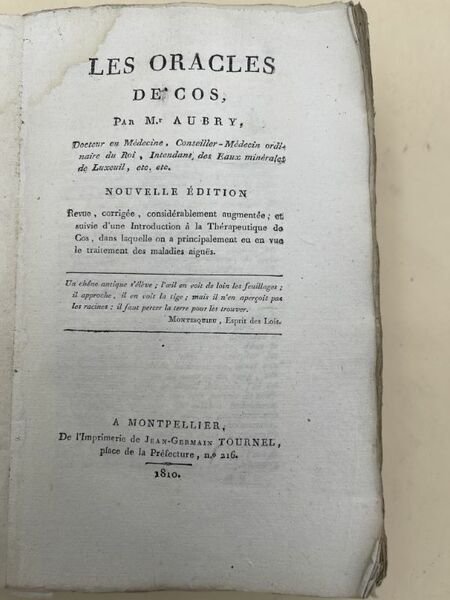 LES ORACLES
DE COS,
PAR M.r AUBRY,
Docteur en Médecine, Conseiller-Médecin ordi-
naire du Roi, Intendant des Eaux minérales
de Luxeuil, etc. etc.
NOUVELLE ÉDITION
Revue, corrigée, considérablement augmentée; et
suivie d'une Introduction à la Thérapeutique de
Cos, dans laquelle on a principalement eu en vue
le traitement des maladies aiguës.
Un chêne antique s'élève; l'œil en voit de loin les feuillages;
il approche, il en voit la tige; mais il n'en aperçoit pas
les racines: il faut percer la terre pour les trouver.
MONTESQUIEU, Esprit des Lois.
A MONTPELLIER,
De l'Imprimerie de JEAN-GERMAIN TOURNEL,
place de la Préfecture, n.o 216.
1810.